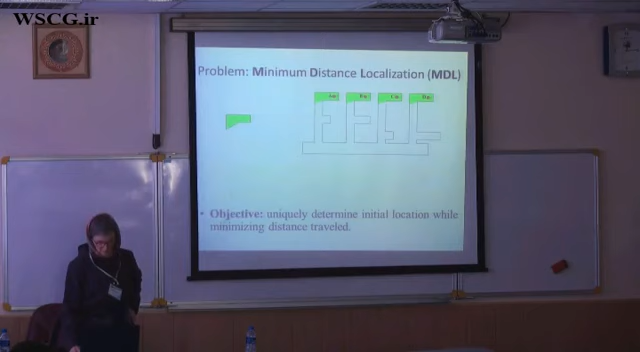 WSCG.ir
Problem: Minimum Distance Localization (MDL)
• Objective: uniquely determine initial location while
minimizing distance traveled.